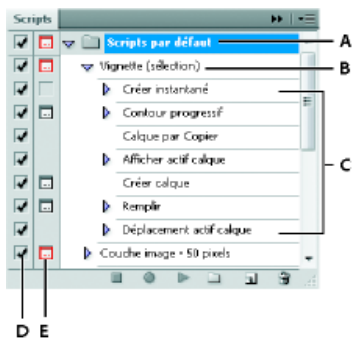 Scripts
Scripts par défaut
A
Vignette (sélection)
B
Créer instantané
Contour progressif
Calque par Copier
Afficher actif calque
C
Créer calque
Remplir
Déplacement actif calque
Couche image - 50 pixels
D E